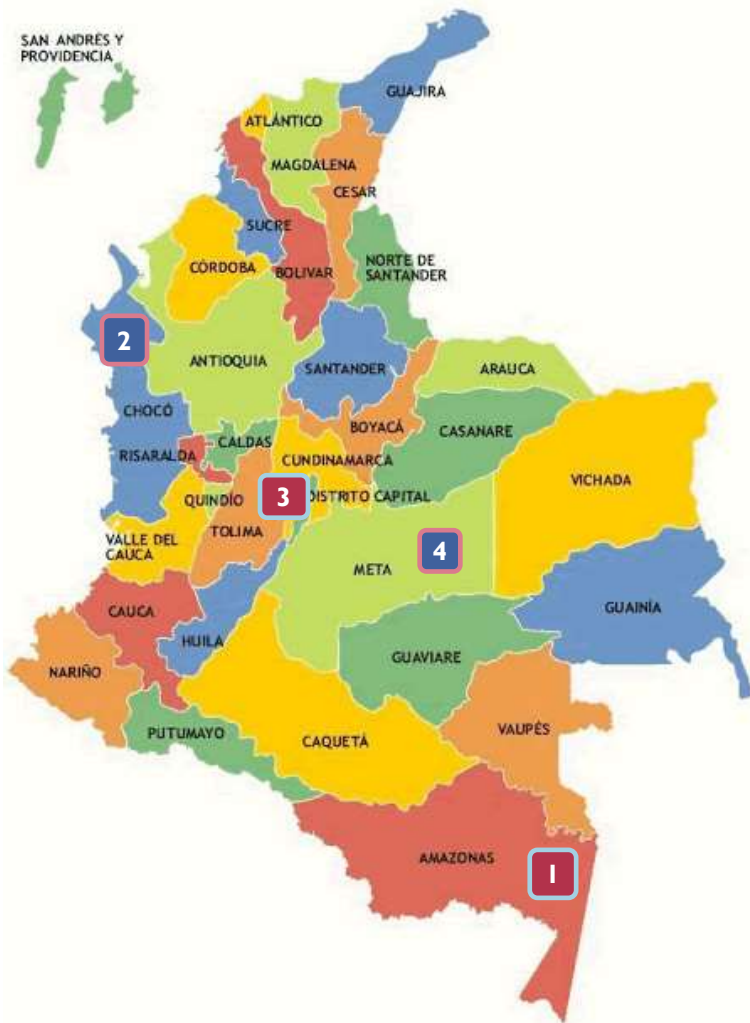 SAN ANDRÉS Y
PROVIDENCIA
GUAJIRA
ATLÁNTICO
MAGDALENA
CESAR
SUCRE
NORTE DE
SANTANDER
CÓRDOBA
BOLIVAR
2
ANTIOQUIA
SANTANDER
ARAUCA
CHOCÓ
BOYACÁ
CASANARE
CALDAS
RISARALDA
CUNDINAMARCA
VICHADA
QUINDÍO
3
DISTRITO CAPITAL
TOLIMA
VALLE DEL
CAUCA
4
META
CAUCA
GUAINÍA
HUILA
GUAVIARE
NARIÑO
VAUPÉS
PUTUMAYO
CAQUETÁ
AMAZONAS
1